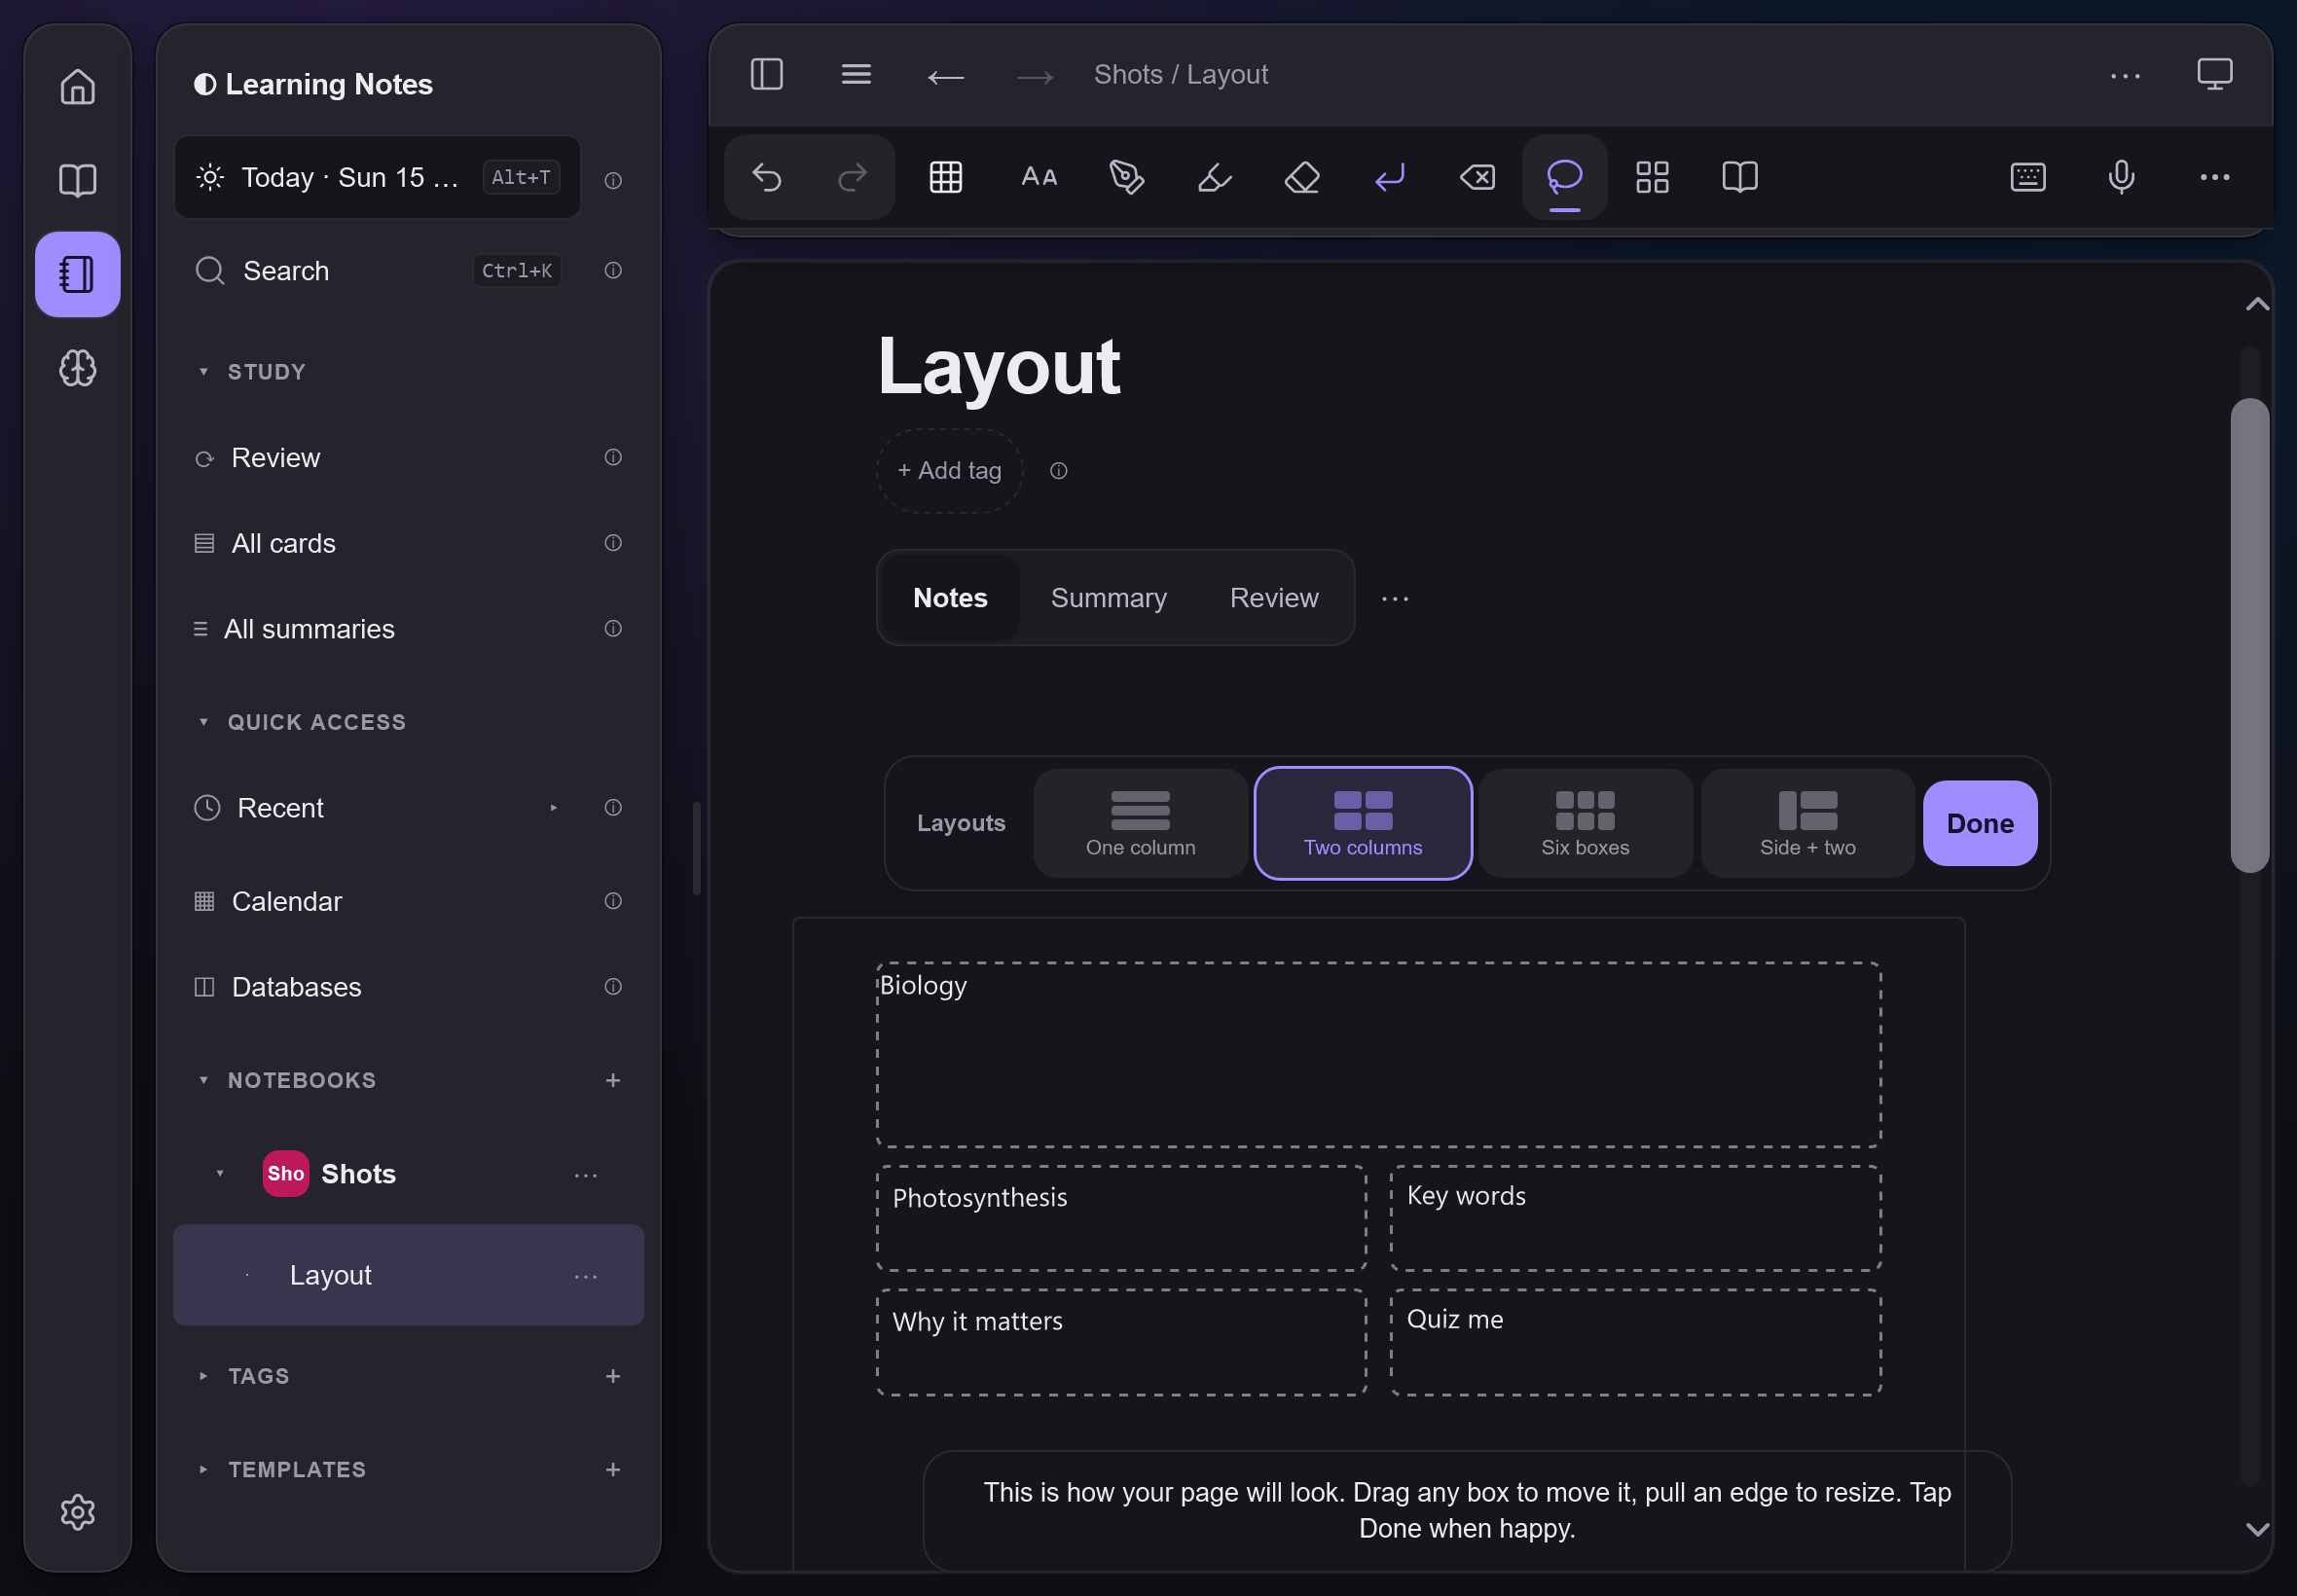 Learning Notes
Today · Sun 15 ... Alt+T
Search Ctrl+K
STUDY
Review
All cards
All summaries
QUICK ACCESS
Recent
Calendar
Databases
NOTEBOOKS
Sho Shots
Layout
TAGS
TEMPLATES
Shots / Layout
Layout
+ Add tag
Notes Summary Review
Layouts One column Two columns Six boxes Side + two Done
Biology
Photosynthesis Key words
Why it matters Quiz me
This is how your page will look. Drag any box to move it, pull an edge to resize. Tap
Done when happy.